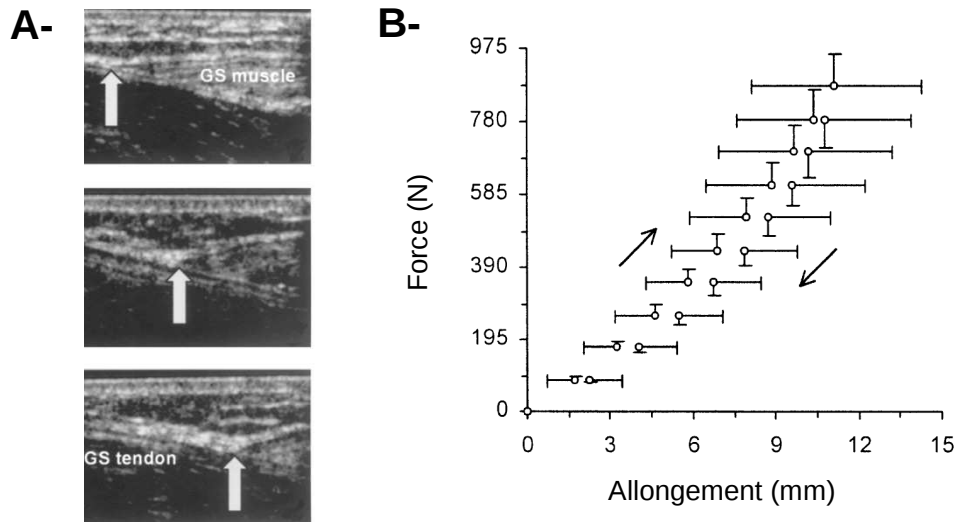 A-
GS muscle
GS tendon
B-
Force (N)
975
780
585
390
195
0
0
3
6
9
12
15
Allongement (mm)